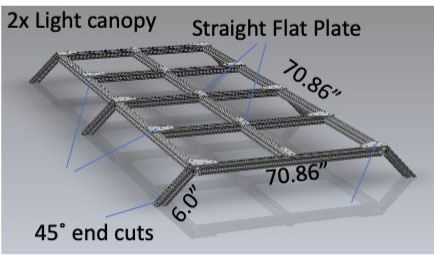 2x Light canopy
Straight Flat Plate
70.86”
70.86”
6.0”
45˚ end cuts